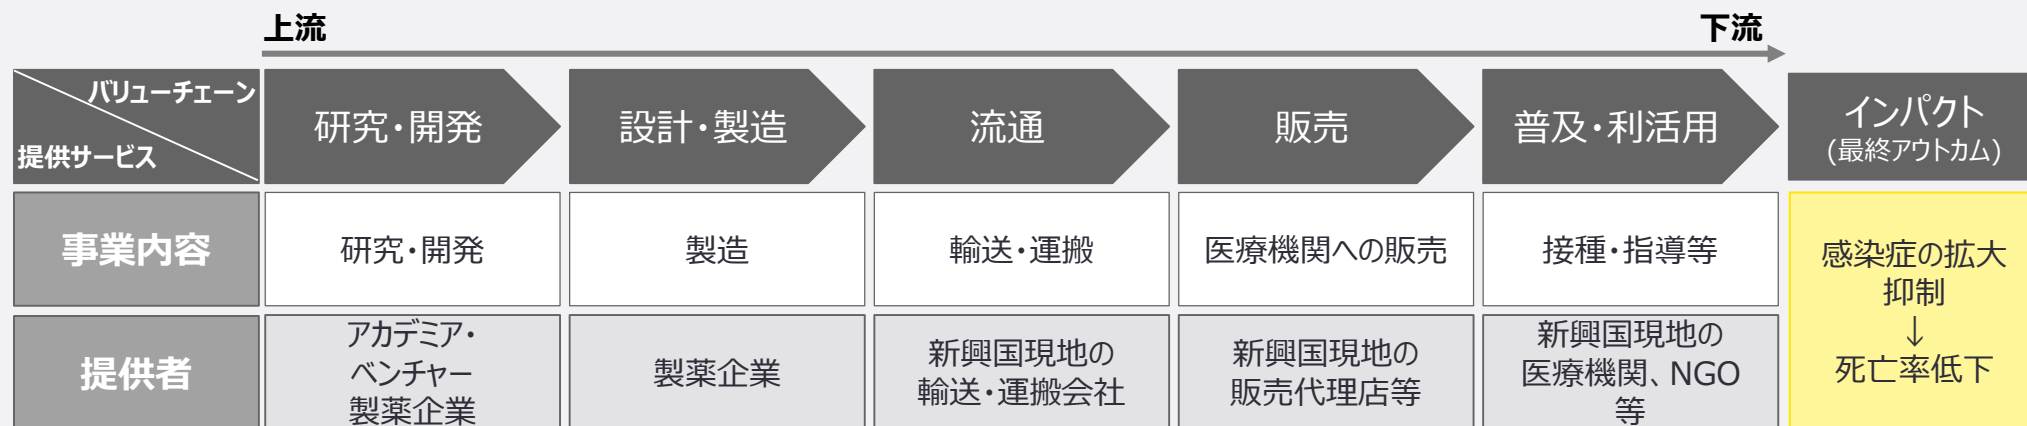 上流
下流
バリューチェーン
提供サービス
研究・開発
設計・製造
流通
販売
普及・利活用
インパクト
(最終アウトカム)
事業内容
研究・開発
製造
輸送・運搬
医療機関への販売
接種・指導等
感染症の拡大
抑制
↓
死亡率低下
提供者
アカデミア・
ベンチャー
製薬企業
製薬企業
新興国現地の
輸送・運搬会社
新興国現地の
販売代理店等
新興国現地の
医療機関、NGO
等